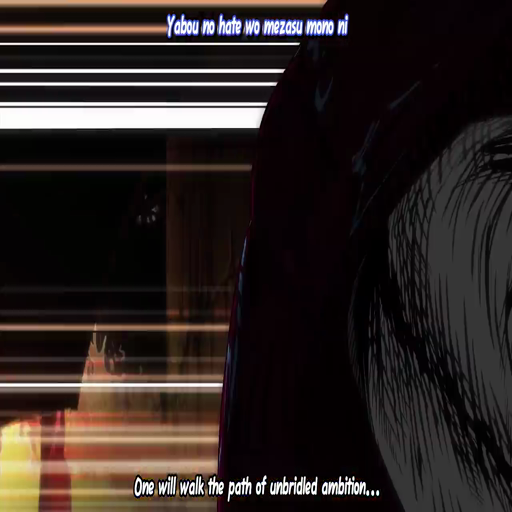 Yabou no hate wo mezasu mono ni
One will walk the path of unbridled ambition...